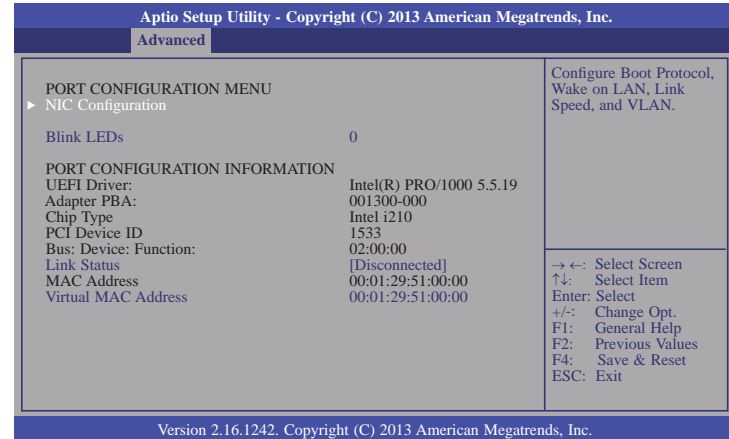 Aptio Setup Utility - Copyright (C) 2013 American Megatrends, Inc.
Advanced
PORT CONFIGURATION MENU
► NIC Configuration
Blink LEDs 0
PORT CONFIGURATION INFORMATION
UEFI Driver: Intel(R) PRO/1000 5.5.19
Adapter PBA: 001300-000
Chip Type Intel i210
PCI Device ID 1533
Bus: Device: Function: 02:00:00
Link Status [Disconnected]
MAC Address 00:01:29:51:00:00
Virtual MAC Address 00:01:29:51:00:00
Configure Boot Protocol,
Wake on LAN, Link
Speed, and VLAN.
→ ←: Select Screen
↑↓: Select Item
Enter: Select
+/-: Change Opt.
F1: General Help
F2: Previous Values
F4: Save & Reset
ESC: Exit
Version 2.16.1242. Copyright (C) 2013 American Megatrends, Inc.